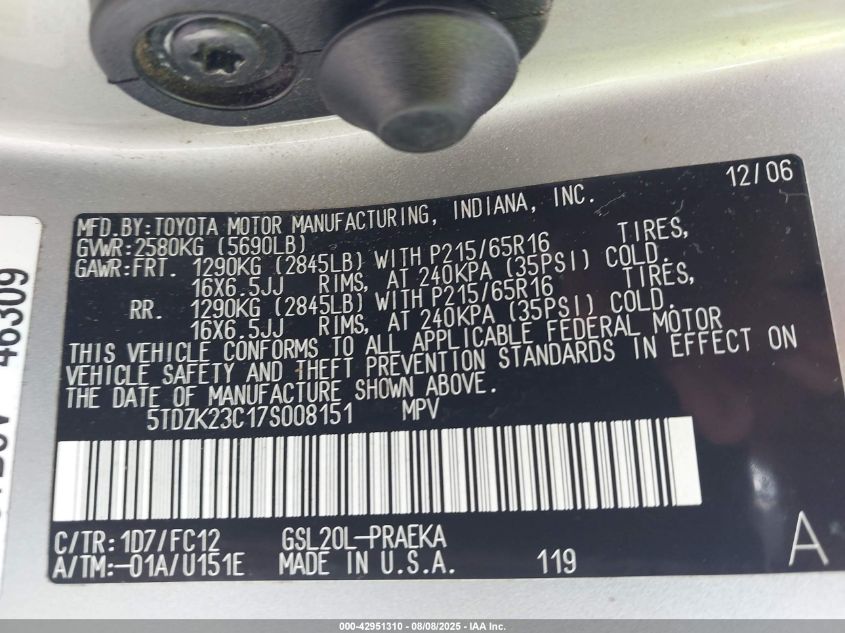 12/06
MFD.BY:TOYOTA MOTOR MANUFACTURING, INDIANA, INC.
GVWR:2580KG (5690LB)
GAWR:FRT. 1290KG (2845LB) WITH P215/65R16 TIRES,
16X6.5JJ RIMS, AT 240KPA (35PSI) COLD.
RR. 1290KG (2845LB) WITH P215/65R16 TIRES,
16X6.5JJ RIMS, AT 240KPA (35PSI) COLD.
THIS VEHICLE CONFORMS TO ALL APPLICABLE FEDERAL MOTOR
VEHICLE SAFETY AND THEFT PREVENTION STANDARDS IN EFFECT ON
THE DATE OF MANUFACTURE SHOWN ABOVE.
5TDZK23C17S008151 MPV
C/TR:1D7/FC12 GSL20L-PRAEKA
A/TM:-01A/U151E MADE IN U.S.A. 119 A
46309
000-42951310 - 08/08/2025 - IAA Inc.